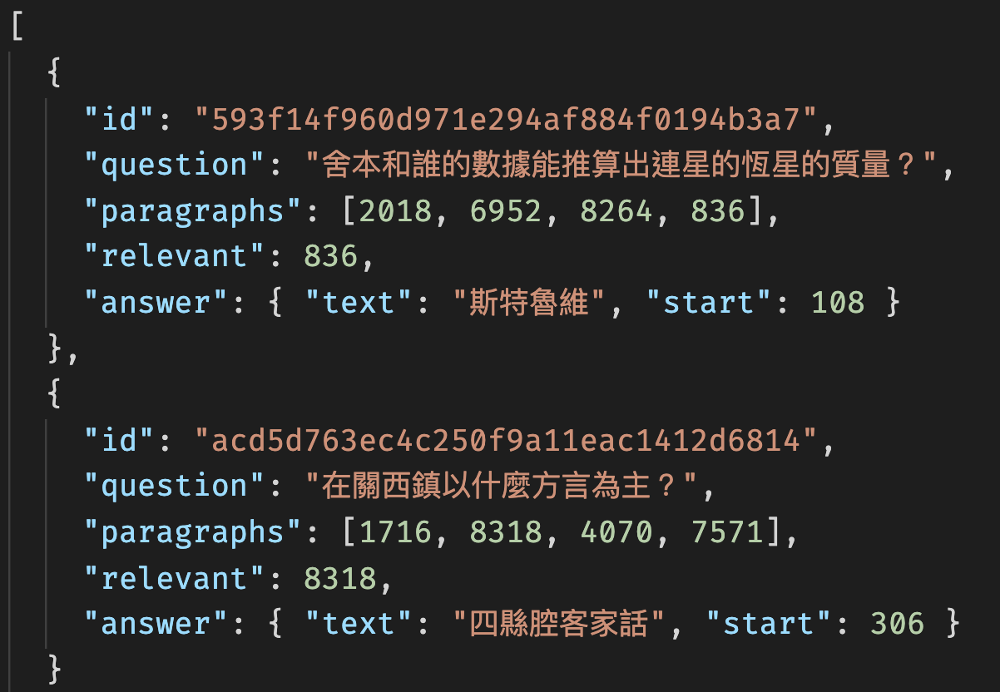 [
{
"id": "593f14f960d971e294af884f0194b3a7",
"question": "舍本和誰的數據能推算出連星的恆星的質量？",
"paragraphs": [2018, 6952, 8264, 836],
"relevant": 836,
"answer": { "text": "斯特魯維", "start": 108 }
},
{
"id": "acd5d763ec4c250f9a11eac1412d6814",
"question": "在關西鎮以什麼方言為主？",
"paragraphs": [1716, 8318, 4070, 7571],
"relevant": 8318,
"answer": { "text": "四縣腔客家話", "start": 306 }
}